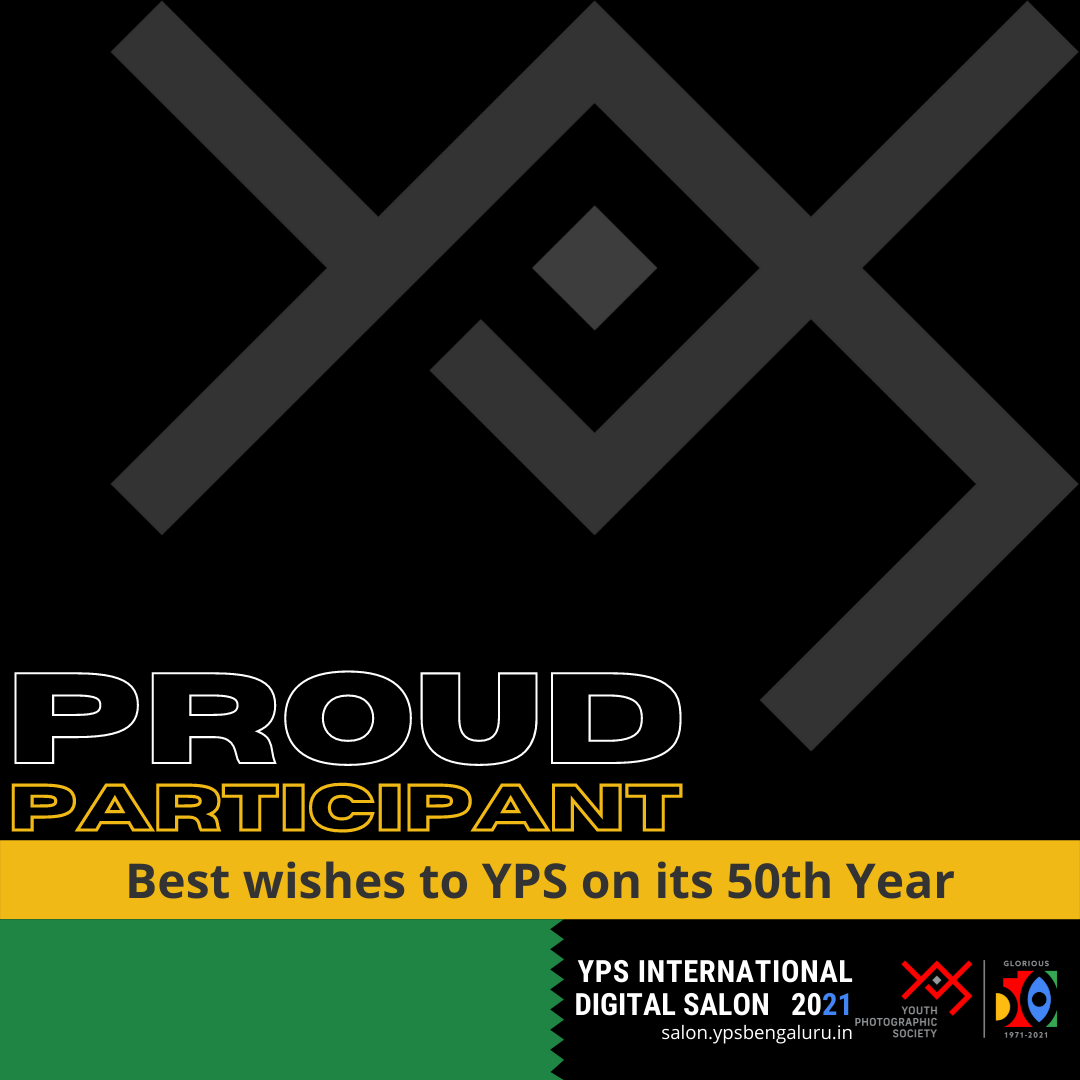 PROUD
PARTICIPANT
Best wishes to YPS on its 50th Year
YPS INTERNATIONAL
DIGITAL SALON 2021
salon.ypsbengaluru.in
YOUTH
PHOTOGRAPHIC
SOCIETY
GLORIOUS
50
1971-2021